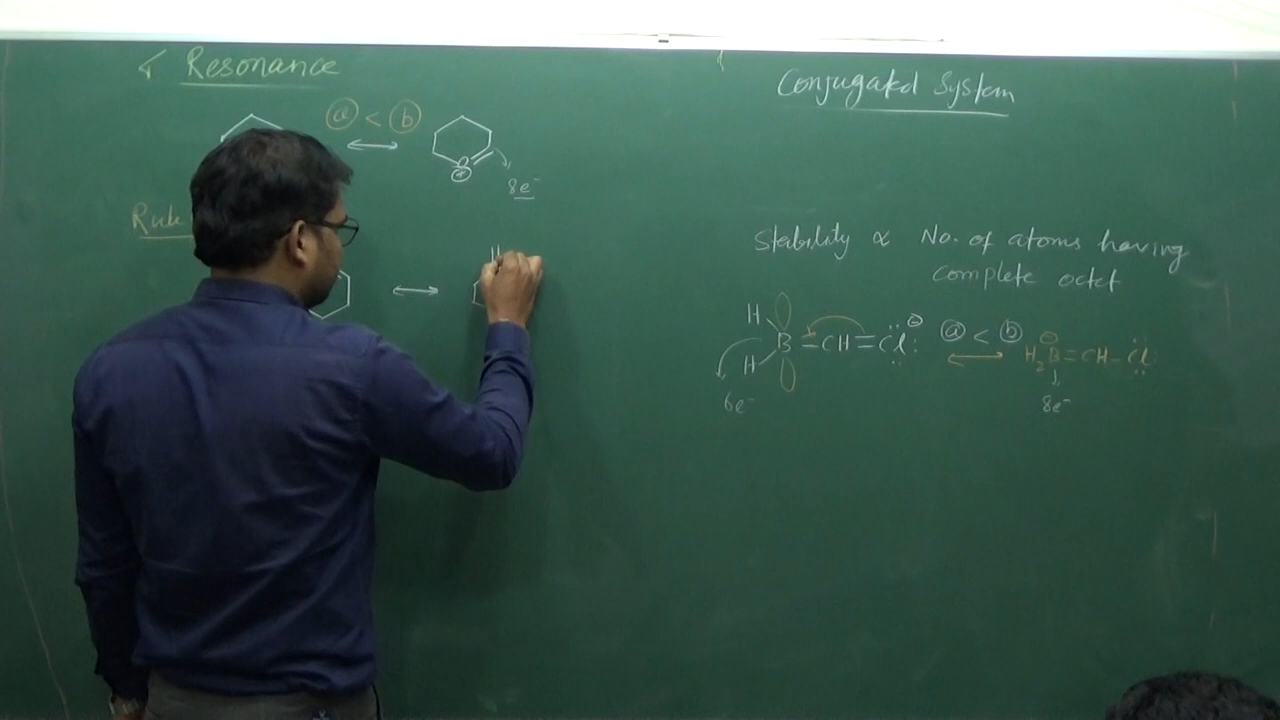 Resonance
ⓐ < ⓑ
O
⊕
8e⁻
Rule
H
Conjugated System
Stability ∝ No. of atoms having
complete octet
H
B = CH = Cl: ⊖
H
6e⁻
ⓐ < ⓑ
H₂B = CH - Cl ⊖
8e⁻